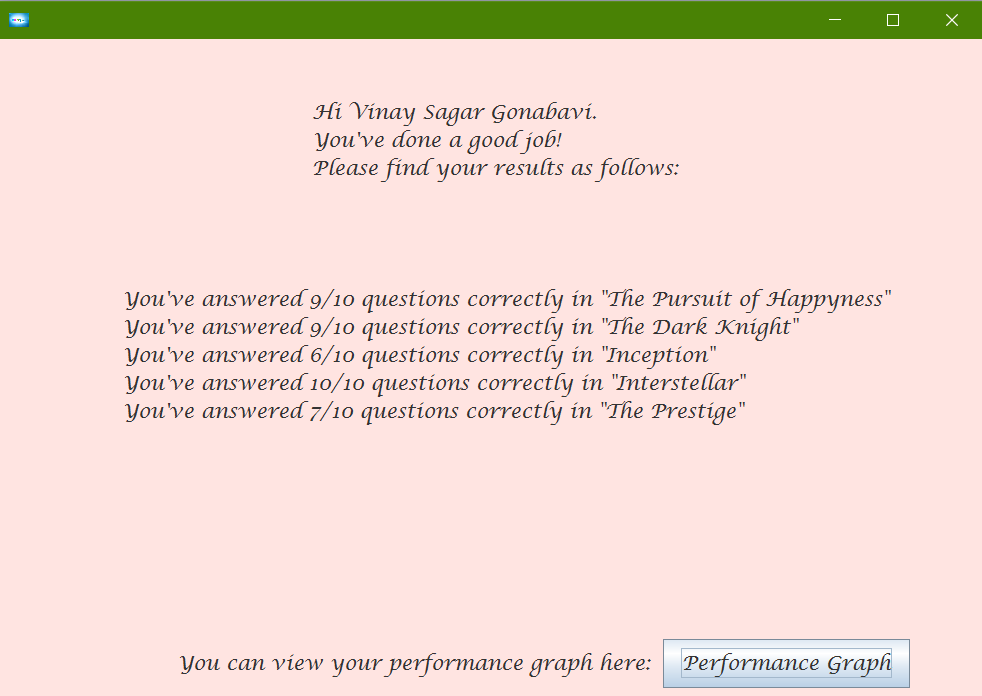 Hi Vinay Sagar Gonabavi.
You've done a good job!
Please find your results as follows:
You've answered 9/10 questions correctly in "The Pursuit of Happyness"
You've answered 9/10 questions correctly in "The Dark Knight"
You've answered 6/10 questions correctly in "Inception"
You've answered 10/10 questions correctly in "Interstellar"
You've answered 7/10 questions correctly in "The Prestige"
You can view your performance graph here: Performance Graph